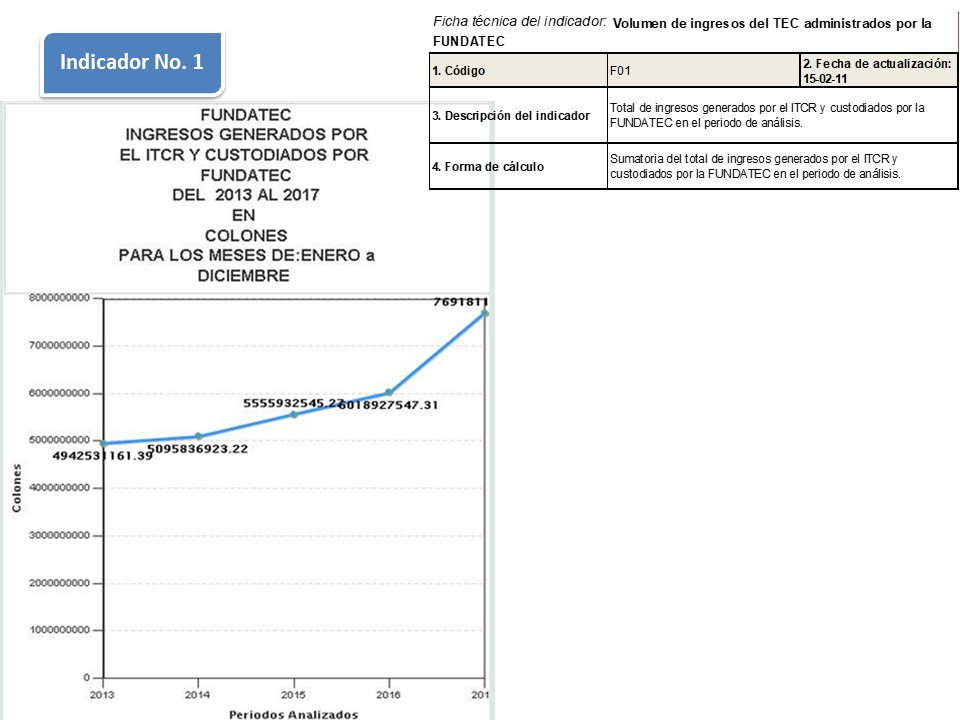 Indicador No. 1
Ficha técnica del indicador: Volumen de ingresos del TEC administrados por la
FUNDATEC
1. Código
F01
2. Fecha de actualización:
15-02-11
3. Descripción del indicador
Total de ingresos generados por el ITCR y custodiados por la
FUNDATEC en el periodo de análisis.
4. Forma de cálculo
Sumatoria del total de ingresos generados por el ITCR y
custodiados por la FUNDATEC en el periodo de análisis.
FUNDATEC
INGRESOS GENERADOS POR
EL ITCR Y CUSTODIADOS POR
FUNDATEC
DEL 2013 AL 2017
EN
COLONES
PARA LOS MESES DE:ENERO a
DICIEMBRE
8000000000
7691811
7000000000
6000000000
5555932545.27
6018927547.31
5000000000
4942531161.39
5095836923.22
4000000000
3000000000
2000000000
1000000000
0
Colones
2013 2014 2015 2016 201
Periodos Analizados